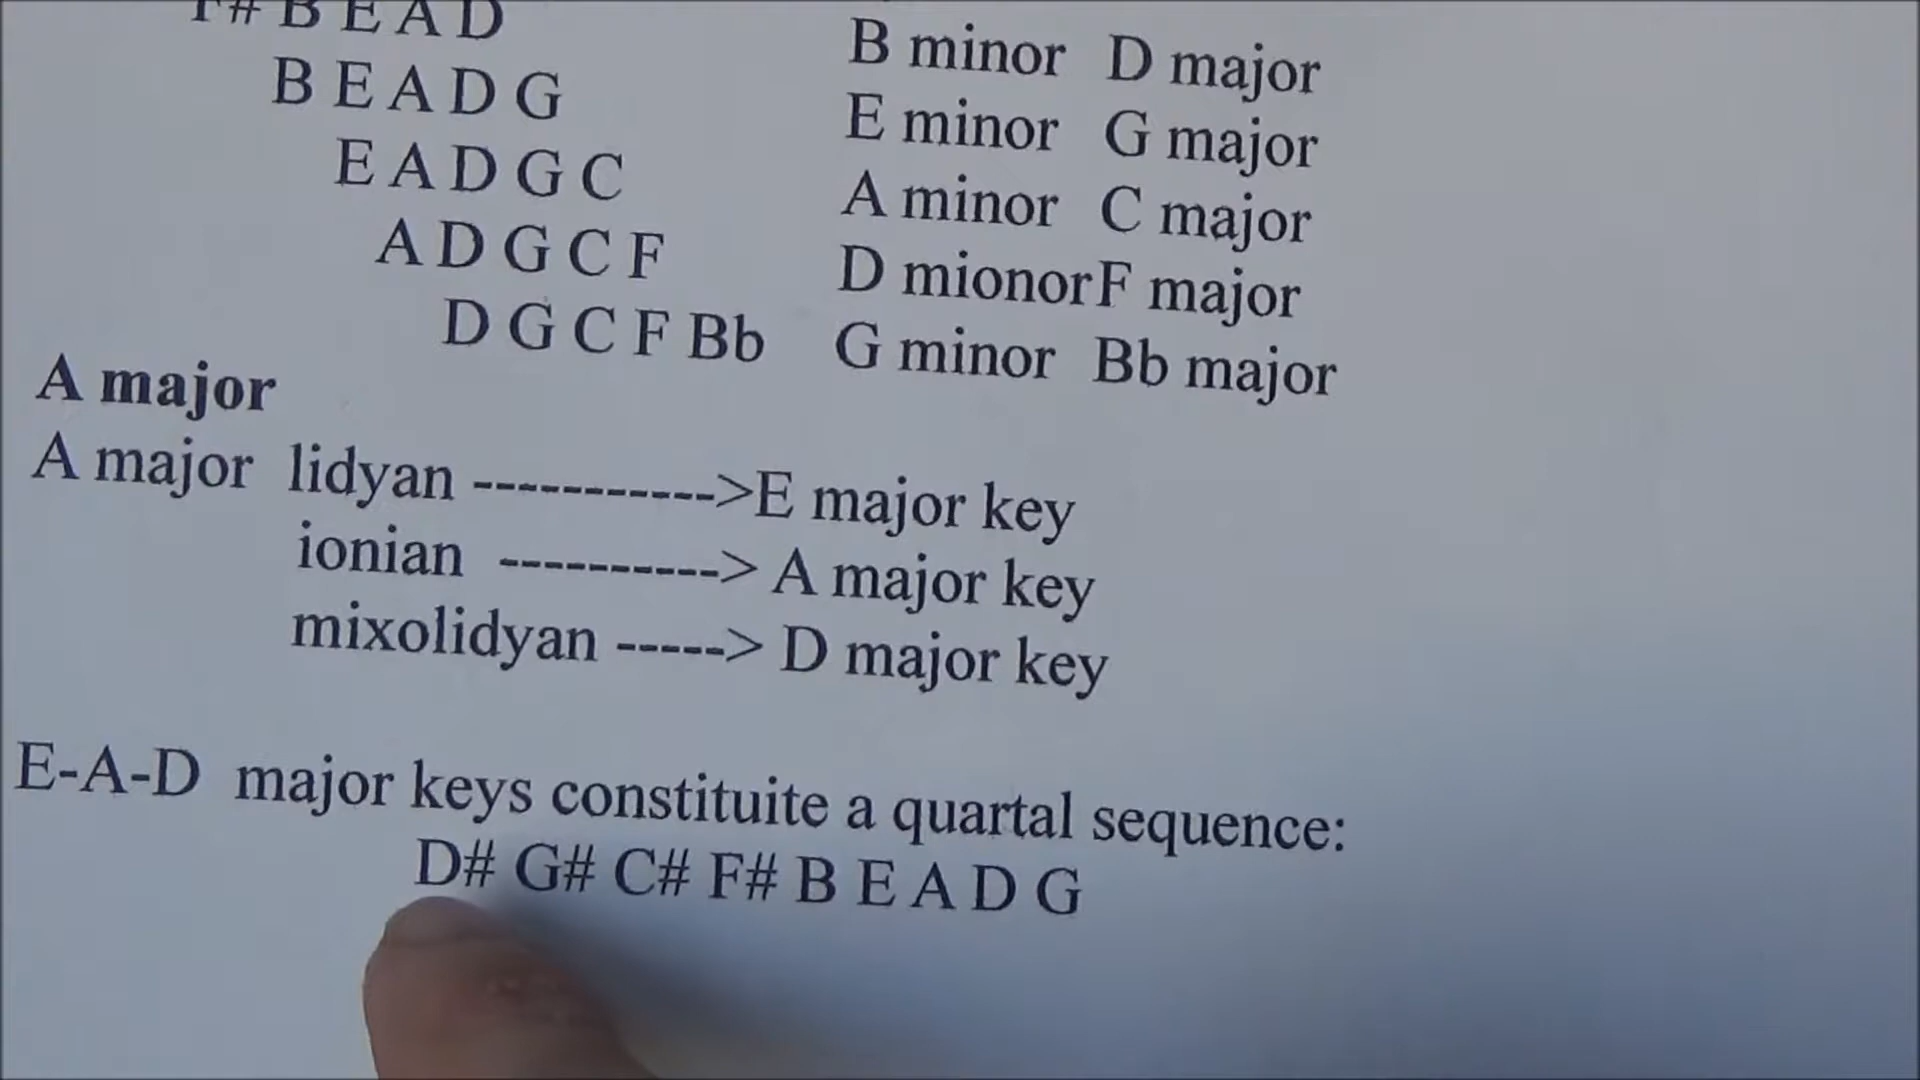 F# B E A D B minor D major
B E A D G E minor G major
E A D G C A minor C major
A D G C F D mionorF major
D G C F Bb G minor Bb major
A major
A major lidyan ----------->E major key
ionian ----------> A major key
mixolidyan -----> D major key
E-A-D major keys constituite a quartal sequence:
D# G# C# F# B E A D G